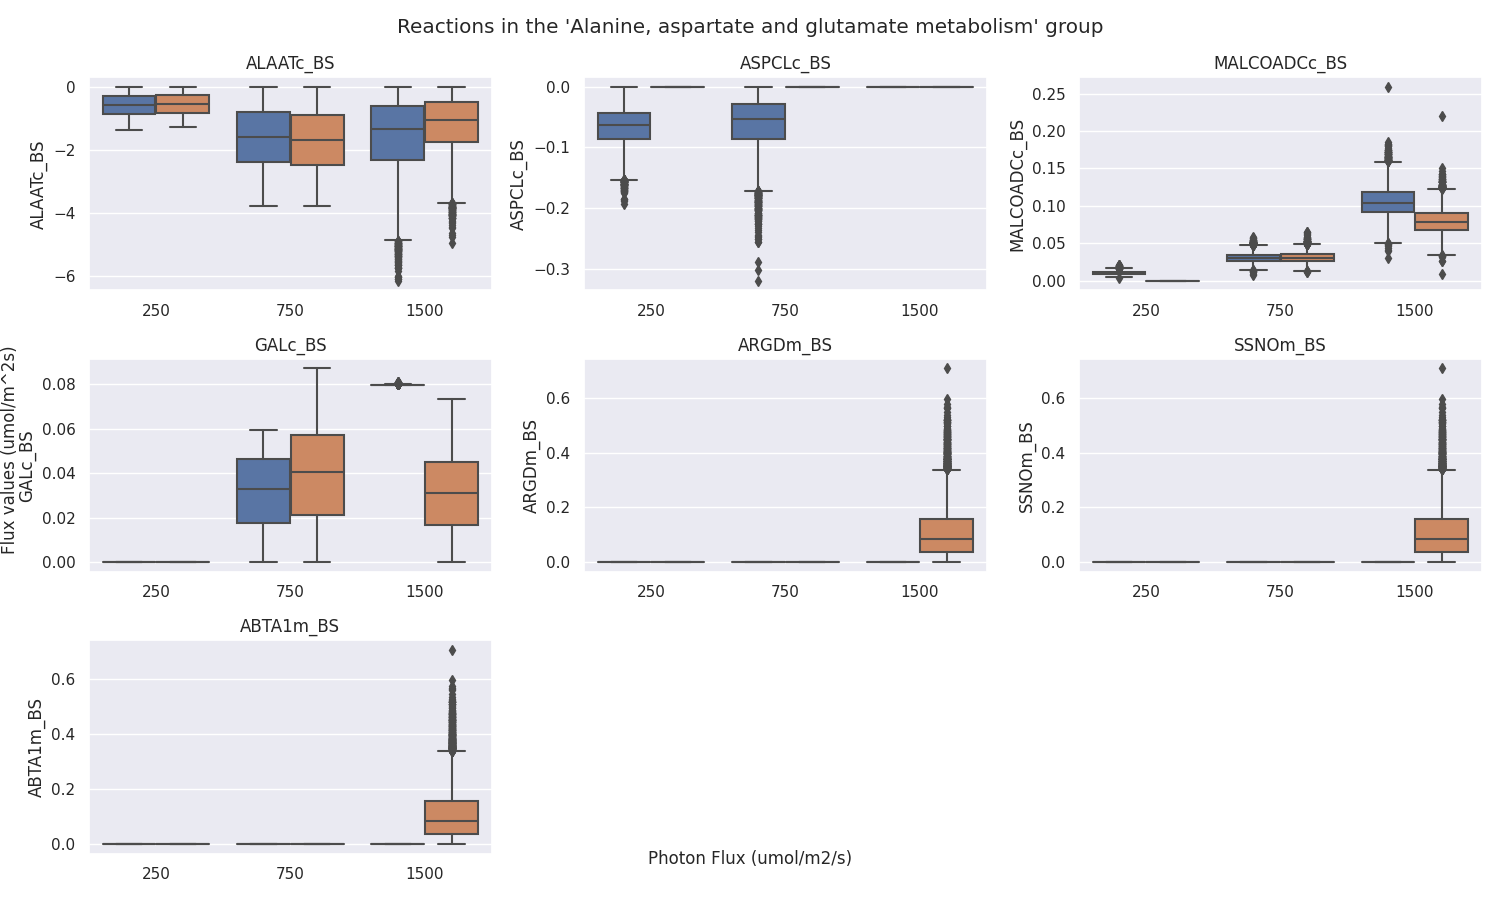 Reactions in the 'Alanine, aspartate and glutamate metabolism' group
ALAATc_BS
ALAATc_BS
0
−2
−4
−6
250 750 1500
ASPCLc_BS
ASPCLc_BS
0.0
−0.1
−0.2
−0.3
250 750 1500
MALCOADCc_BS
MALCOADCc_BS
0.25
0.20
0.15
0.10
0.05
0.00
250 750 1500
Flux values (umol/m^2s)
GALc_BS
GALc_BS
0.08
0.06
0.04
0.02
0.00
250 750 1500
ARGDm_BS
ARGDm_BS
0.6
0.4
0.2
0.0
250 750 1500
SSNOm_BS
SSNOm_BS
0.6
0.4
0.2
0.0
250 750 1500
ABTA1m_BS
ABTA1m_BS
0.6
0.4
0.2
0.0
250 750 1500
Photon Flux (umol/m2/s)